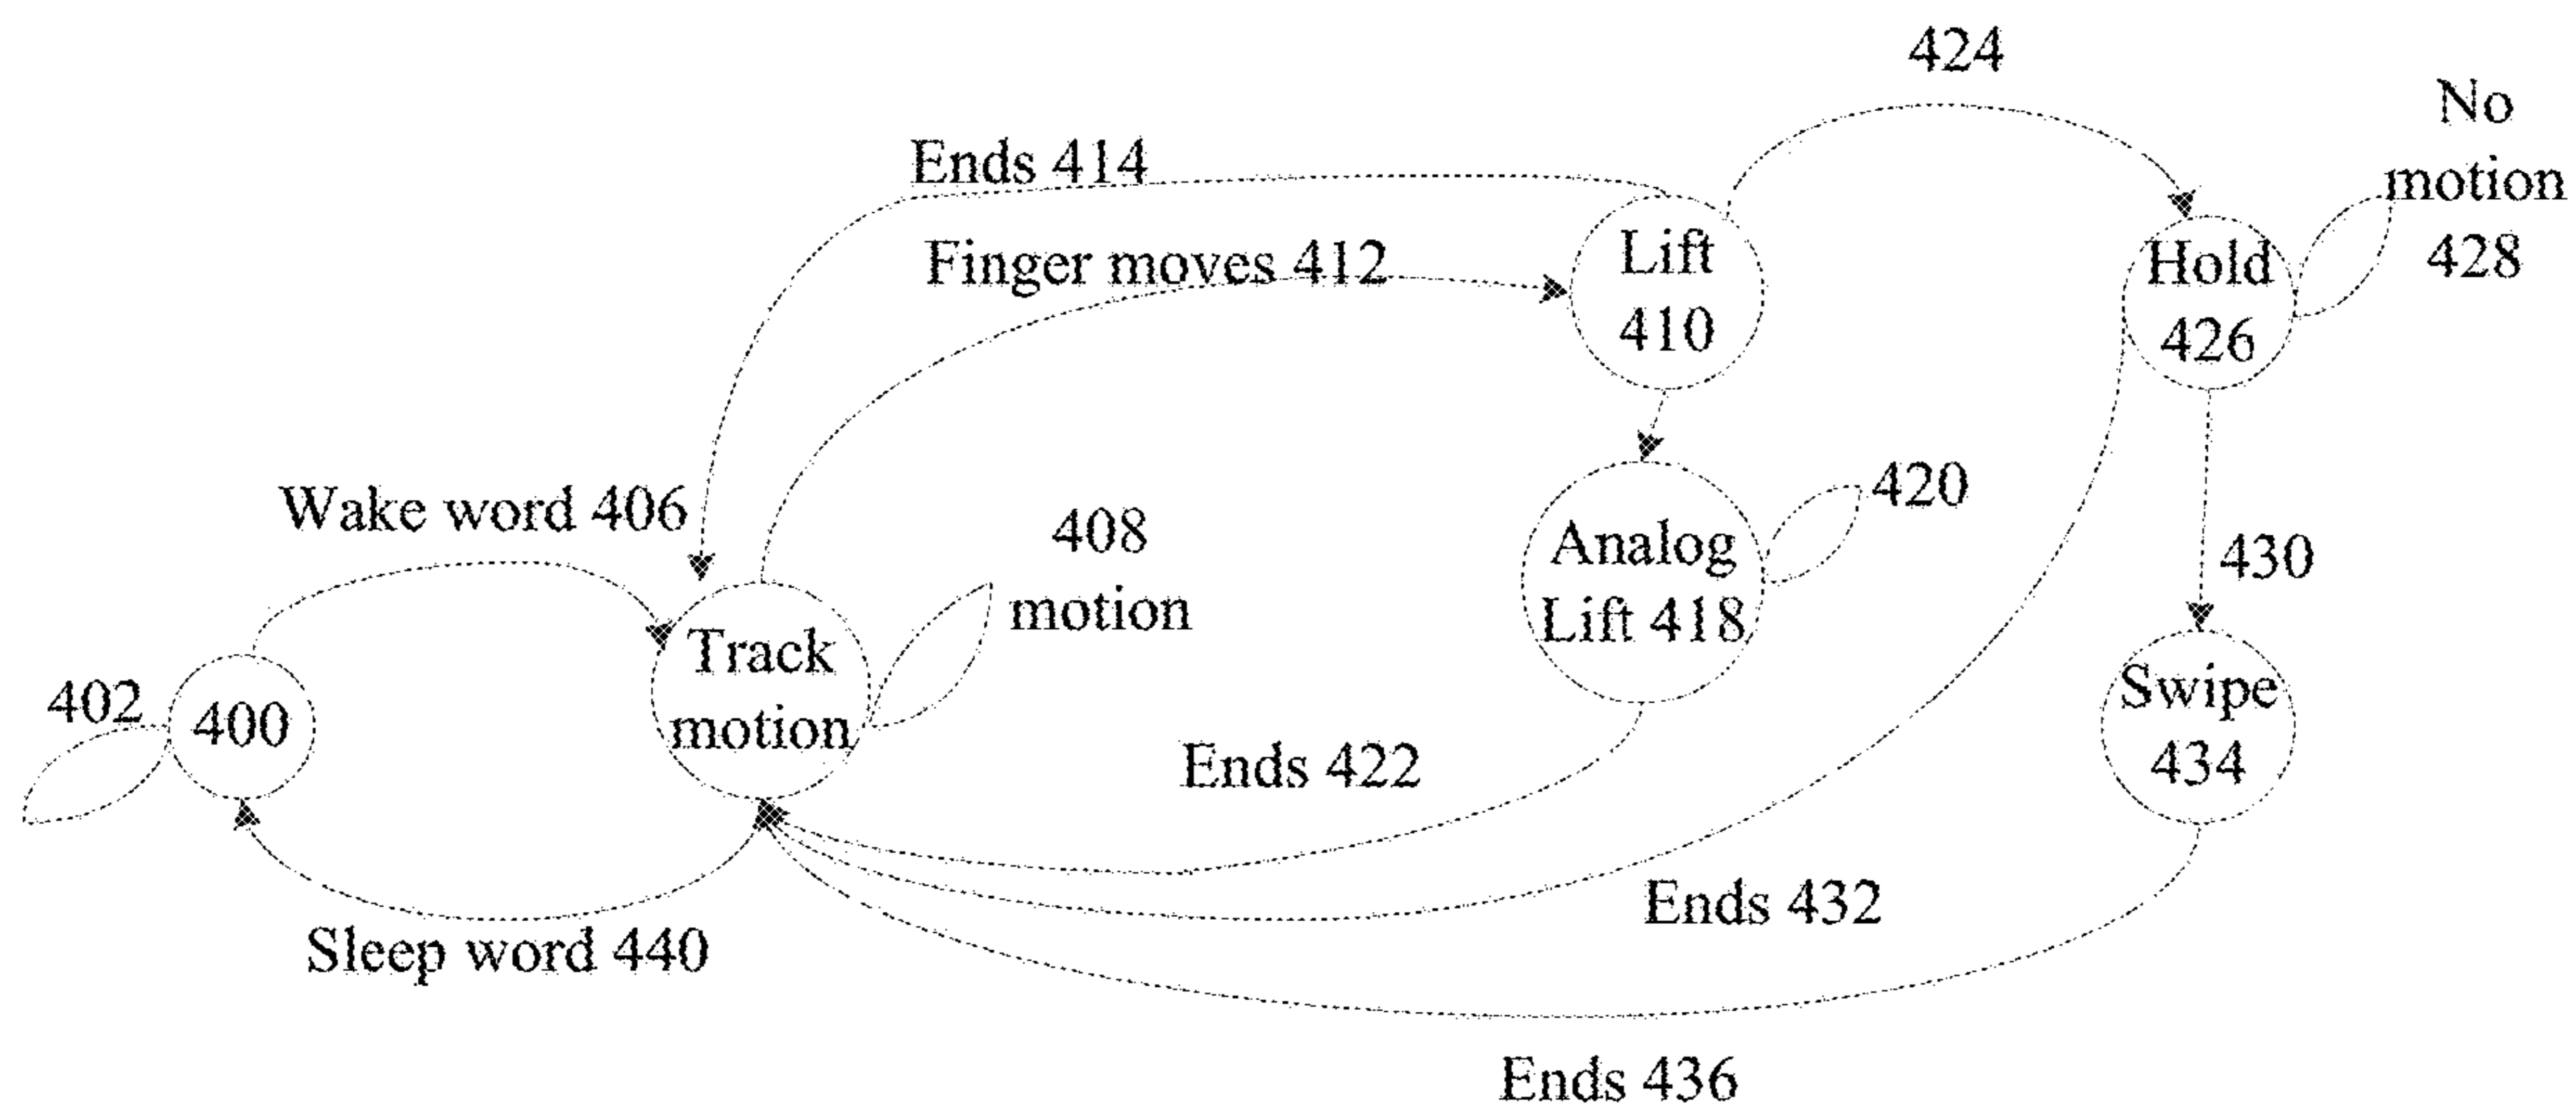 424
No
motion
428
Ends 414
Finger moves 412
Lift
410
Hold
426
Wake word 406
408
motion
Analog
Lift 418
420
430
Track
motion
402
400
Swipe
434
Ends 422
Ends 432
Sleep word 440
Ends 436